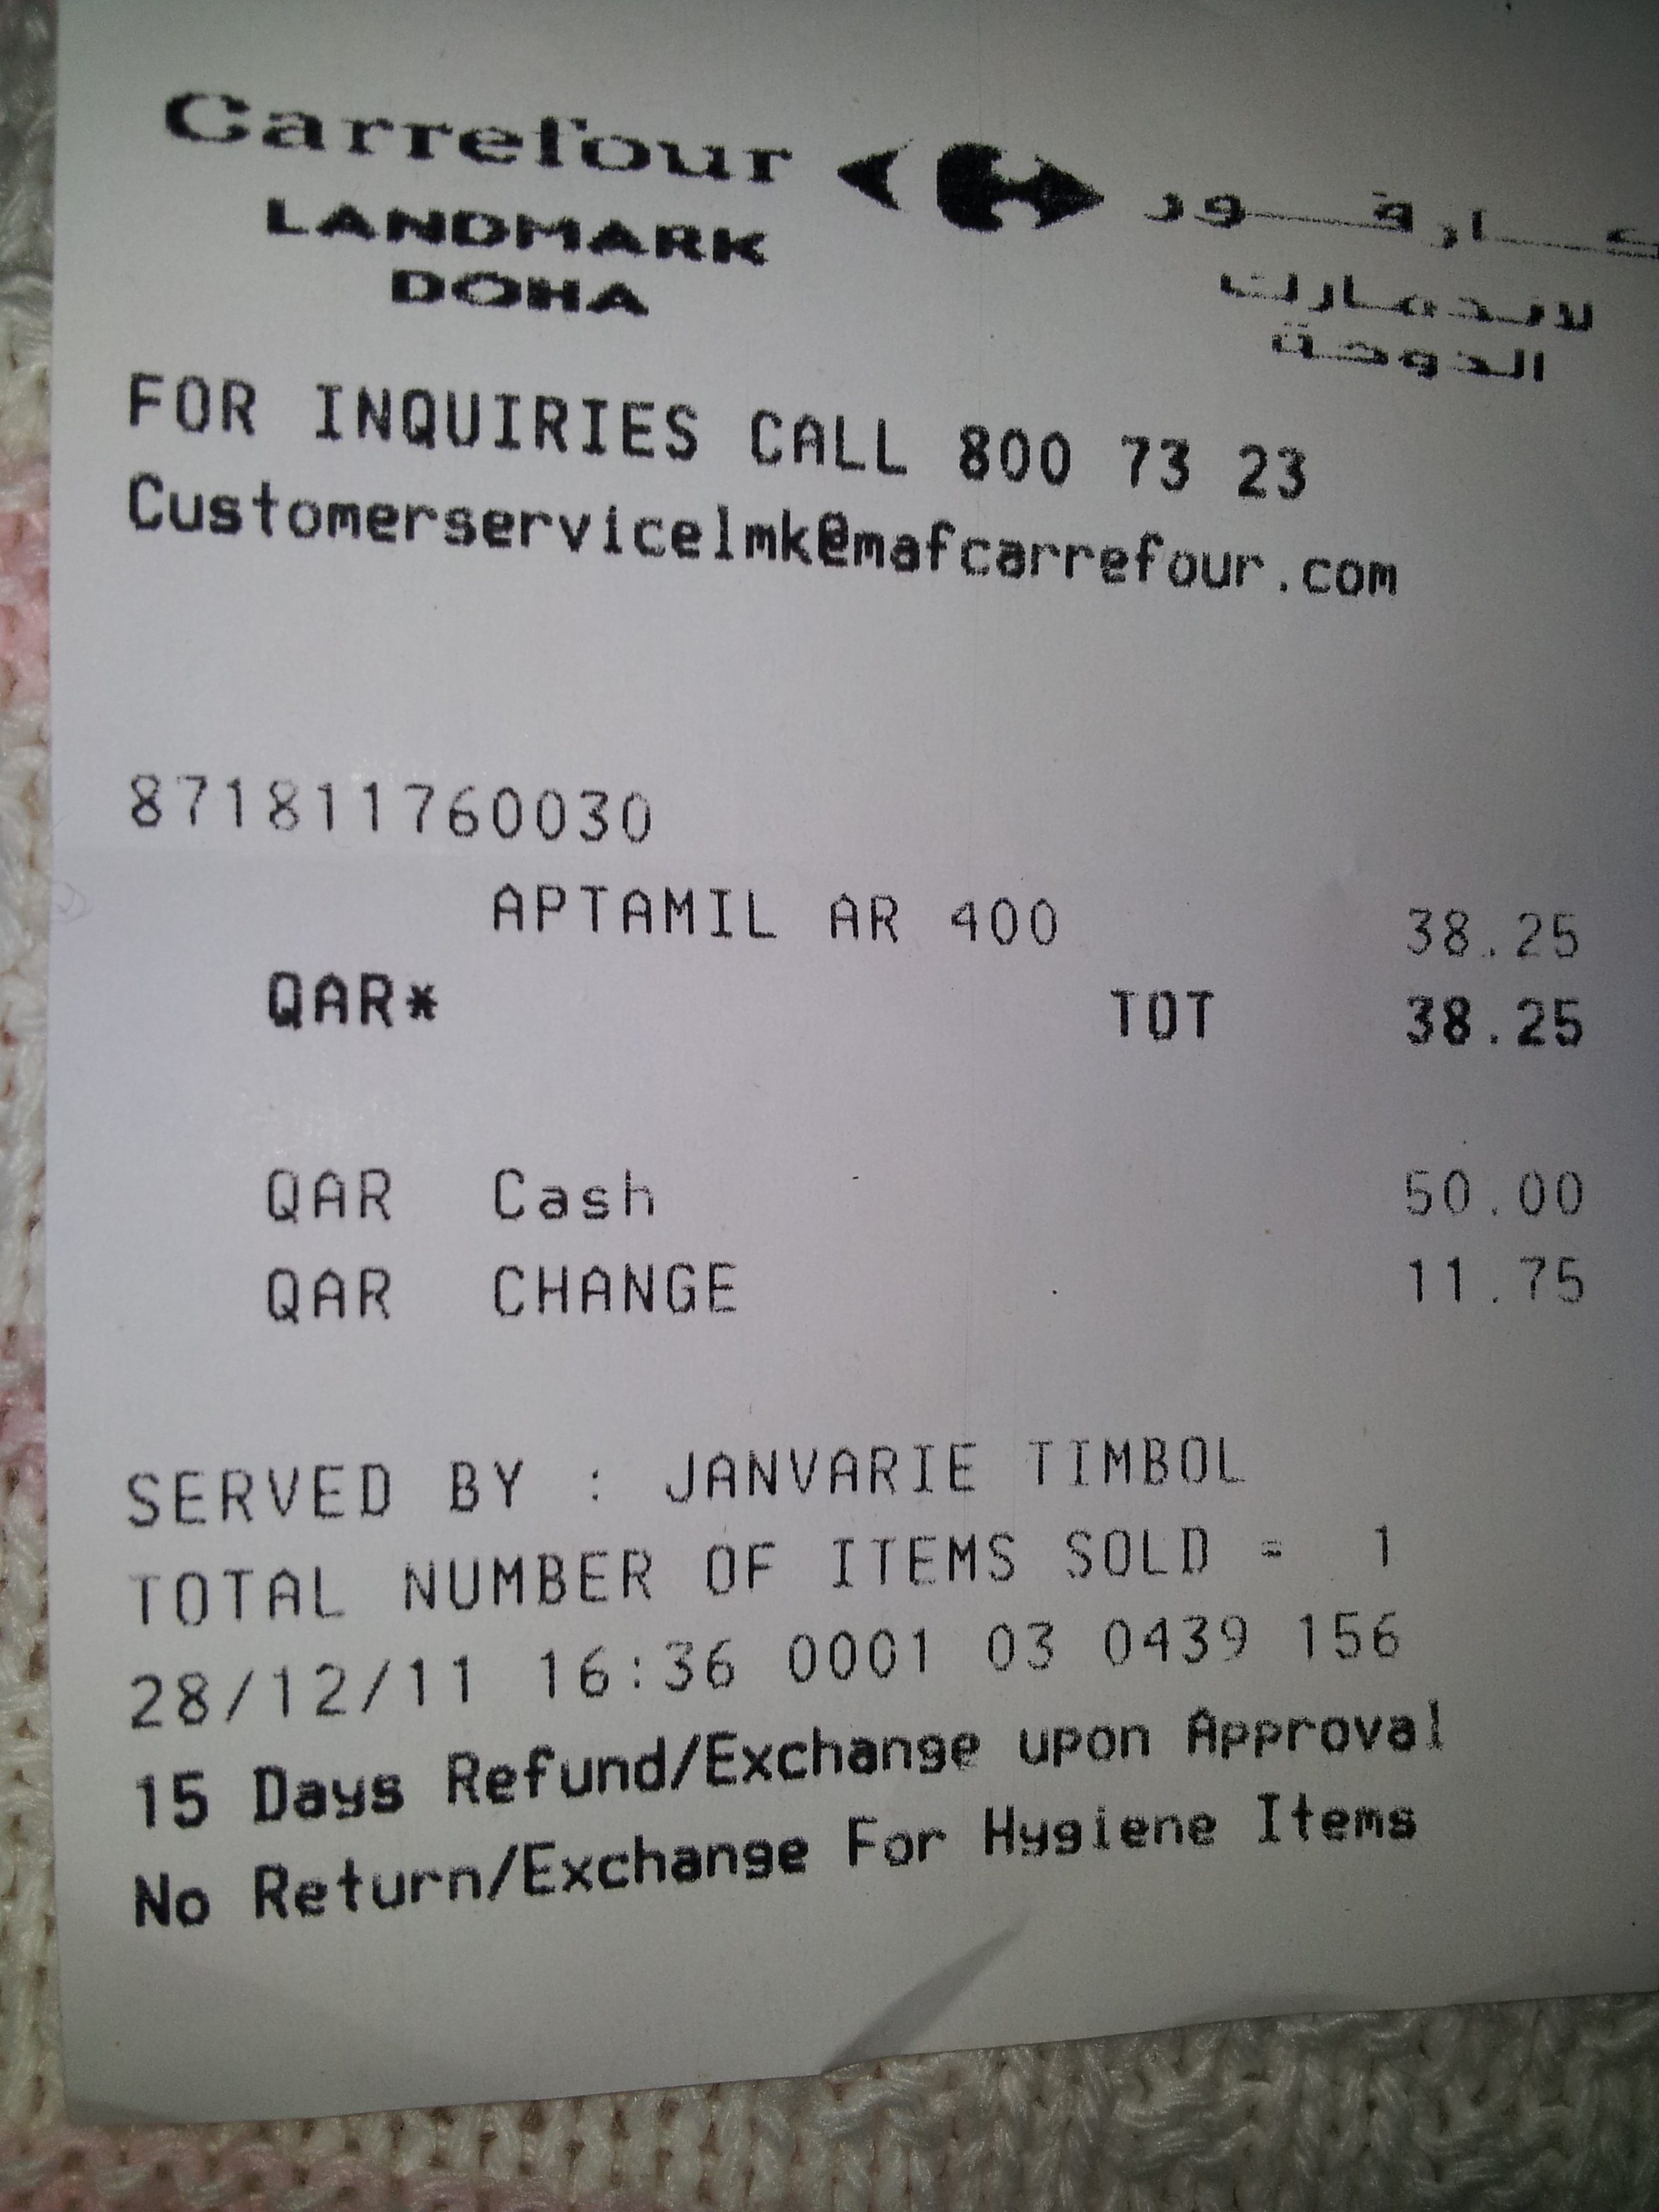 Carrefour كارفور
LANDMARK لاندمارك
DOHA الدوحة
FOR INQUIRIES CALL 800 73 23
Customerservicelmk@mafcarrefour.com
871811760030
APTAMIL AR 400 38.25
QAR* TOT 38.25
QAR Cash 50.00
QAR CHANGE 11.75
SERVED BY : JANVARIE TIMBOL
TOTAL NUMBER OF ITEMS SOLD = 1
28/12/11 16:36 0001 03 0439 156
15 Days Refund/Exchange upon Approval
No Return/Exchange For Hygiene Items